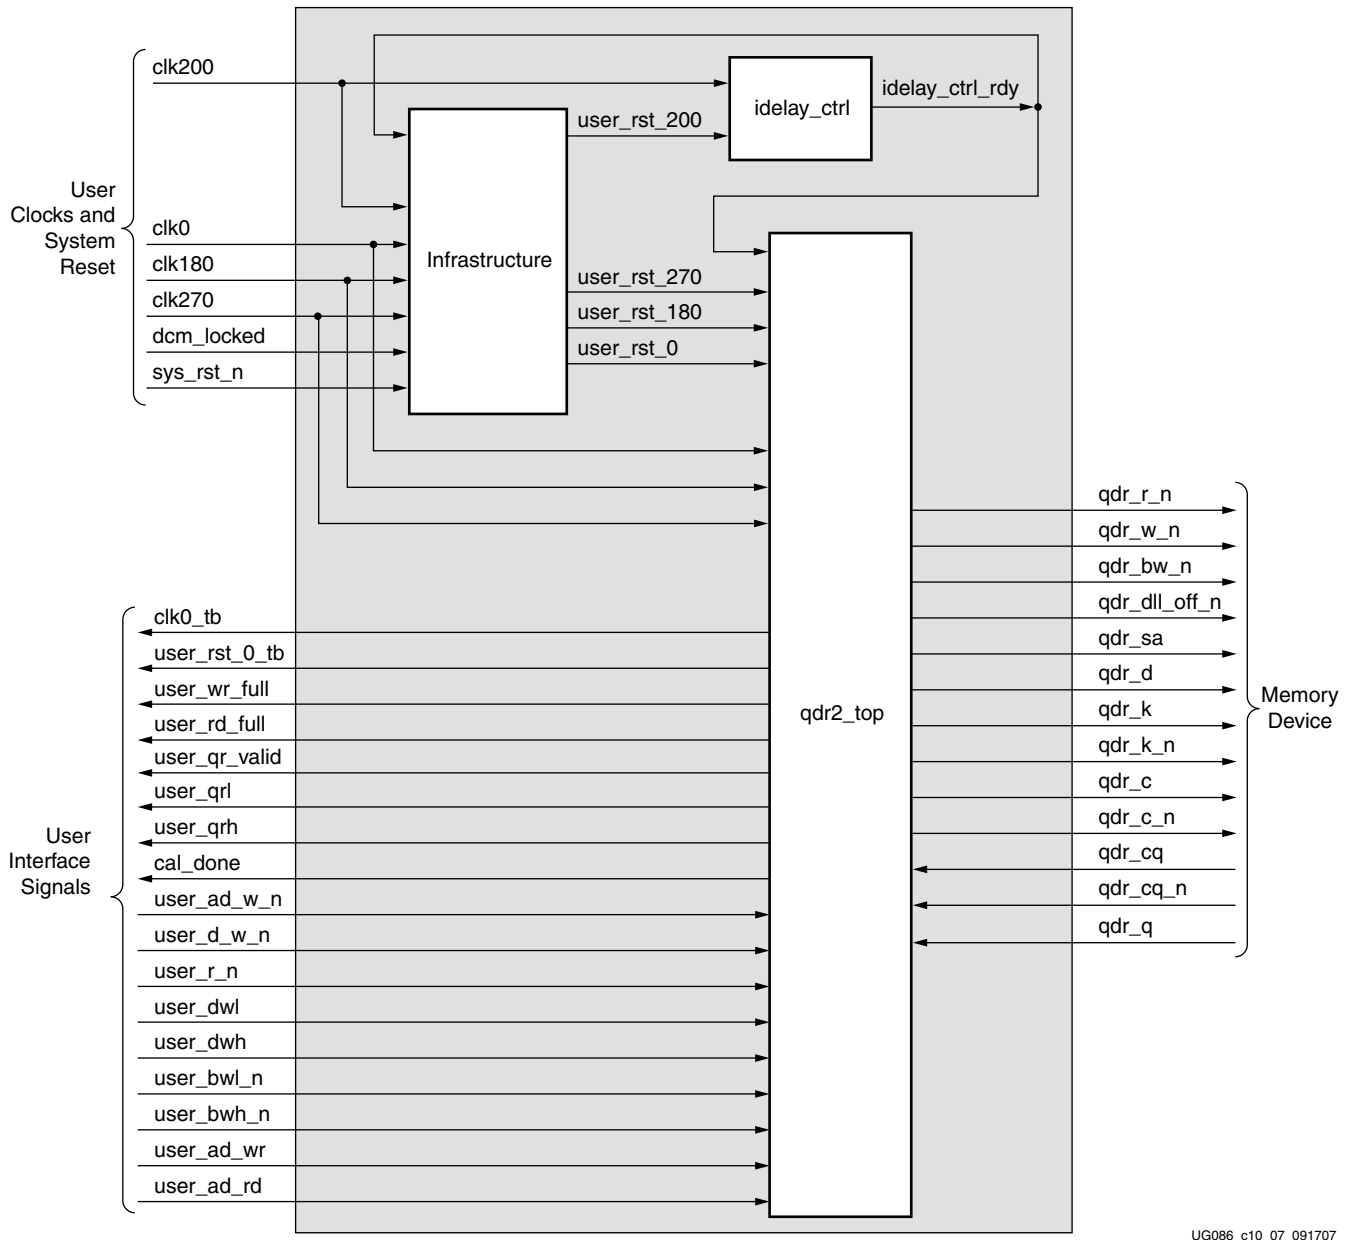 clk200
idelay_ctrl
idelay_ctrl_rdy
user_rst_200
User
Clocks and
System
Reset
clk0
clk180
clk270
dcm_locked
sys_rst_n
Infrastructure
user_rst_270
user_rst_180
user_rst_0
User
Interface
Signals
clk0_tb
user_rst_0_tb
user_wr_full
user_rd_full
user_qr_valid
user_qrl
user_qrh
cal_done
user_ad_w_n
user_d_w_n
user_r_n
user_dwl
user_dwh
user_bwl_n
user_bwh_n
user_ad_wr
user_ad_rd
qdr2_top
qdr_r_n
qdr_w_n
qdr_bw_n
qdr_dll_off_n
qdr_sa
qdr_d
qdr_k
qdr_k_n
qdr_c
qdr_c_n
qdr_cq
qdr_cq_n
qdr_q
Memory
Device
UG086_c10_07_091707